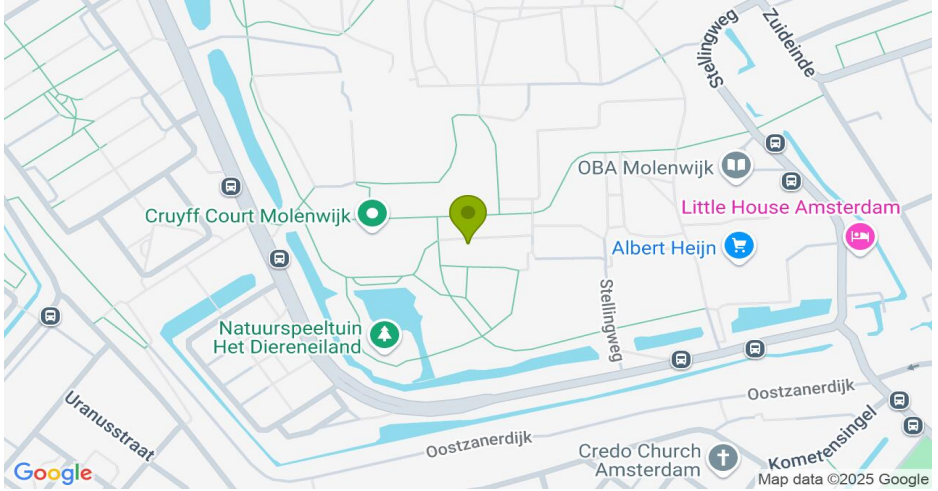 Stellingweg
Zuideinde
OBA Molenwijk
Cruyff Court Molenwijk
Little House Amsterdam
Albert Heijn
Stellingweg
Natuurspeeltuin
Het Diereneiland
Uranusstraat
Oostzanerdijk
Oostzanerdijk
Kometensingel
Credo Church
Amsterdam
Google
Map data ©2025 Google